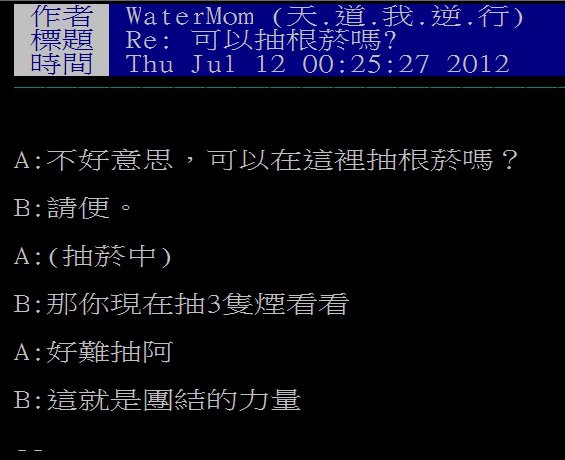 作者 WaterMom (天.道.我.逆.行)
標題 Re: 可以抽根菸嗎?
時間 Thu Jul 12 00:25:27 2012
A:不好意思，可以在這裡抽根菸嗎？
B:請便。
A:(抽菸中)
B:那你現在抽3隻煙看看
A:好難抽阿
B:這就是團結的力量
--